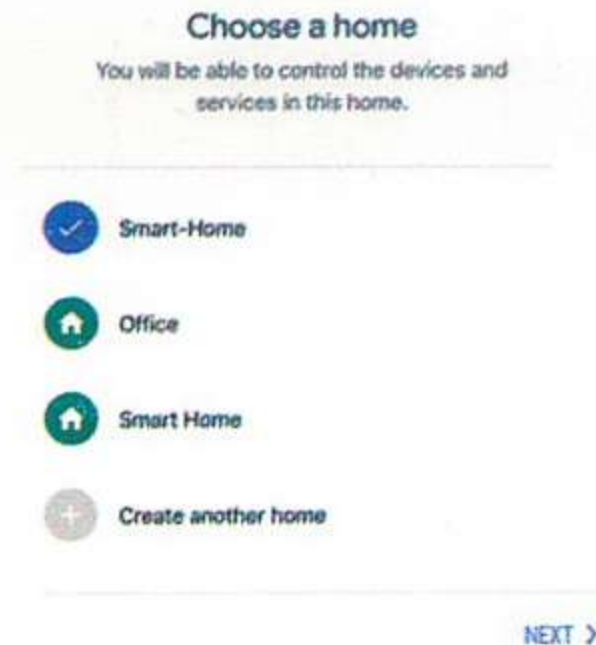 Choose a home
You will be able to control the devices and
services in this home.
Smart-Home
Office
Smart Home
Create another home
NEXT